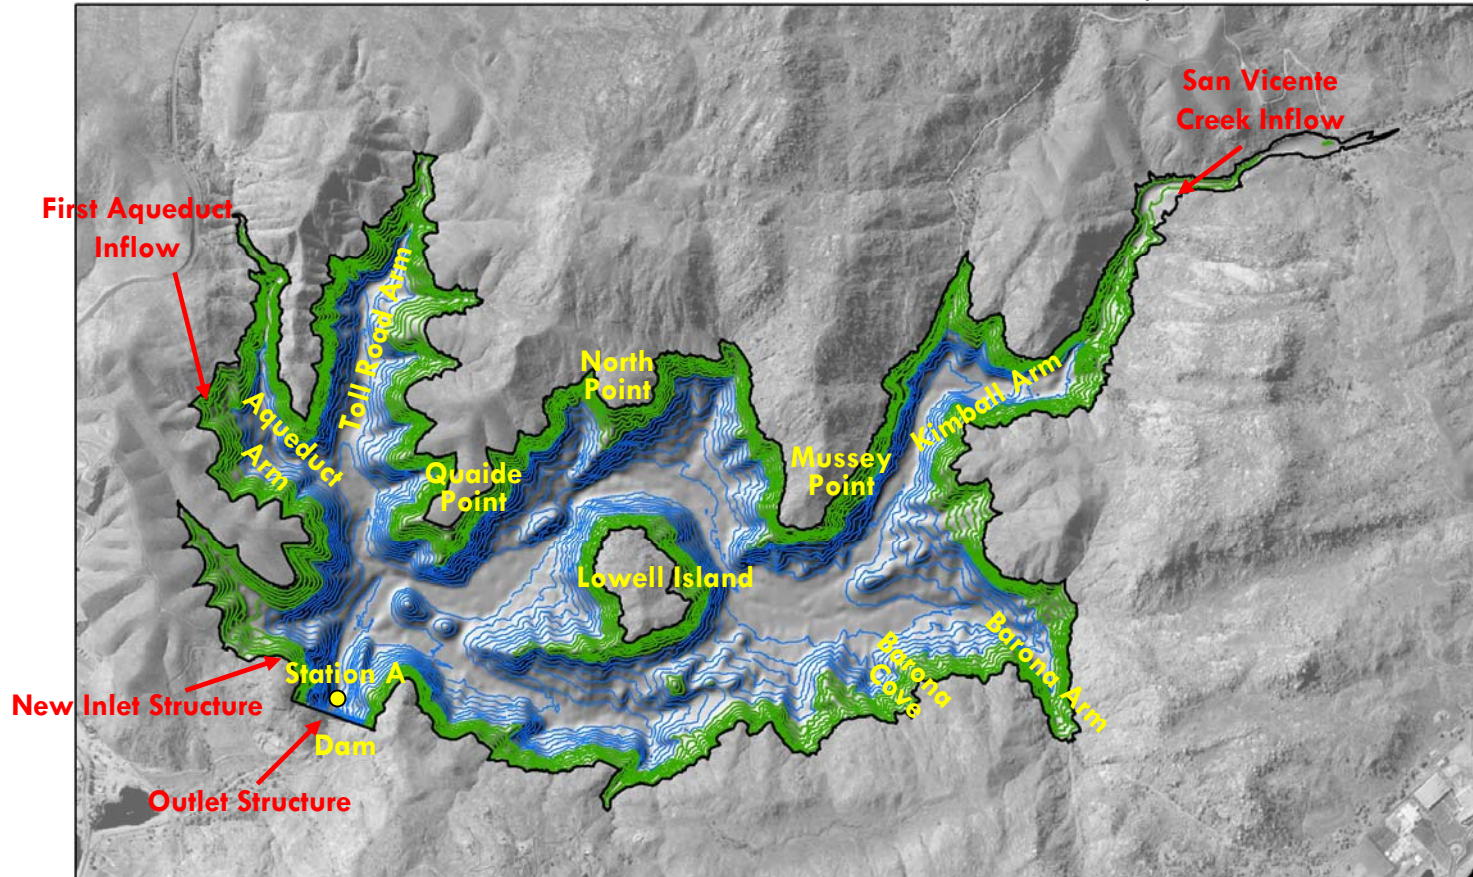 San Vicente
Creek Inflow
First Aqueduct
Inflow
Toll Road Arm
North
Point
Aqueduct
Arm
Kimball Arm
Quaide
Point
Mussey
Point
Lowell Island
Barona
Cove
Barona Arm
Station A
New Inlet Structure
Dam
Outlet Structure